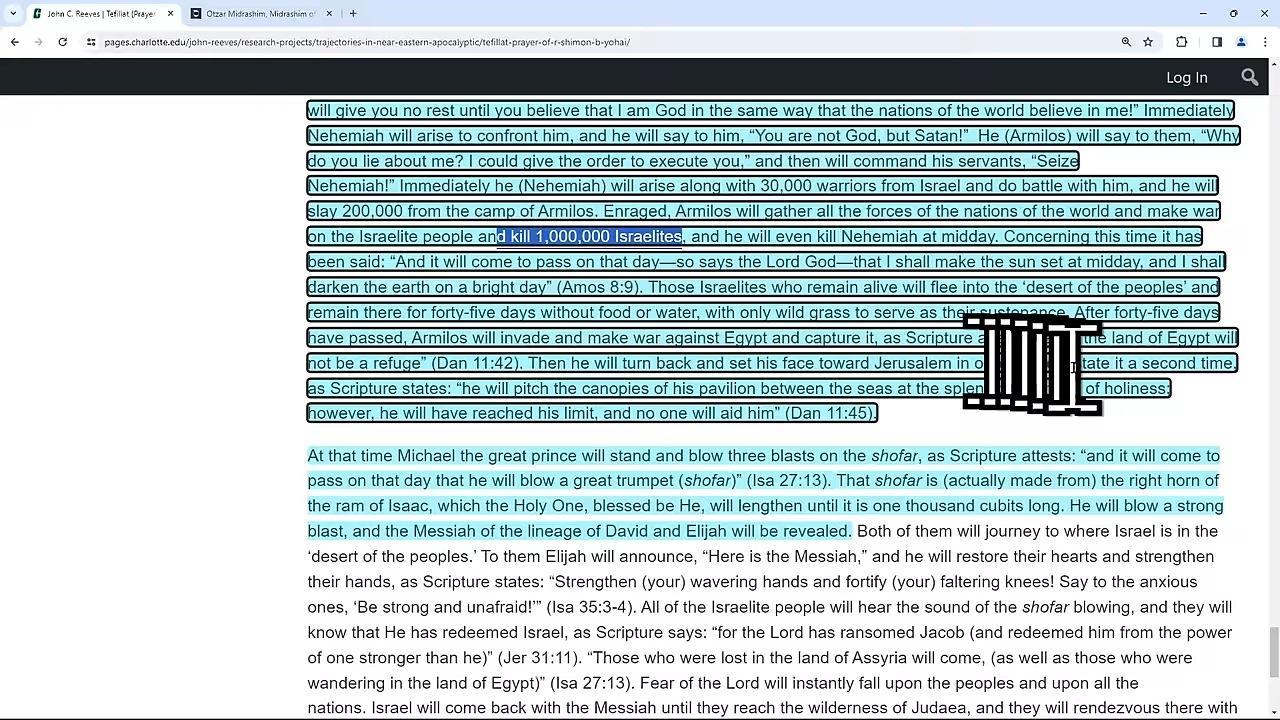 John C. Reeves | Tefillat (Prayer
Otzar Midrashim, Midrashim of
pages.charlotte.edu/john-reeves/research-projects/trajectories-in-near-eastern-apocalyptic/tefillat-prayer-of-r-shimon-b-yohai/
Log In
will give you no rest until you believe that I am God in the same way that the nations of the world believe in me!” Immediately
Nehemiah will arise to confront him, and he will say to him, “You are not God, but Satan!”  He (Armilos) will say to them, “Why
do you lie about me? I could give the order to execute you,” and then will command his servants, “Seize
Nehemiah!” Immediately he (Nehemiah) will arise along with 30,000 warriors from Israel and do battle with him, and he will
slay 200,000 from the camp of Armilos. Enraged, Armilos will gather all the forces of the nations of the world and make war
on the Israelite people and kill 1,000,000 Israelites, and he will even kill Nehemiah at midday. Concerning this time it has
been said: “And it will come to pass on that day—so says the Lord God—that I shall make the sun set at midday, and I shall
darken the earth on a bright day” (Amos 8:9). Those Israelites who remain alive will flee into the ‘desert of the peoples’ and
remain there for forty-five days without food or water, with only wild grass to serve as their sustenance. After forty-five days
have passed, Armilos will invade and make war against Egypt and capture it, as Scripture the land of Egypt will
not be a refuge” (Dan 11:42). Then he will turn back and set his face toward Jerusalem in a second time,
as Scripture states: “he will pitch the canopies of his pavilion between the seas at the of holiness;
however, he will have reached his limit, and no one will aid him” (Dan 11:45).
At that time Michael the great prince will stand and blow three blasts on the shofar, as Scripture attests: “and it will come to
pass on that day that he will blow a great trumpet (shofar)” (Isa 27:13). That shofar is (actually made from) the right horn of
the ram of Isaac, which the Holy One, blessed be He, will lengthen until it is one thousand cubits long. He will blow a strong
blast, and the Messiah of the lineage of David and Elijah will be revealed. Both of them will journey to where Israel is in the
‘desert of the peoples.’ To them Elijah will announce, “Here is the Messiah,” and he will restore their hearts and strengthen
their hands, as Scripture states: “Strengthen (your) wavering hands and fortify (your) faltering knees! Say to the anxious
ones, ‘Be strong and unafraid!’” (Isa 35:3-4). All of the Israelite people will hear the sound of the shofar blowing, and they will
know that He has redeemed Israel, as Scripture says: “for the Lord has ransomed Jacob (and redeemed him from the power
of one stronger than he)” (Jer 31:11). “Those who were lost in the land of Assyria will come, (as well as those who were
wandering in the land of Egypt)” (Isa 27:13). Fear of the Lord will instantly fall upon the peoples and upon all the
nations. Israel will come back with the Messiah until they reach the wilderness of Judaea, and they will rendezvous there with